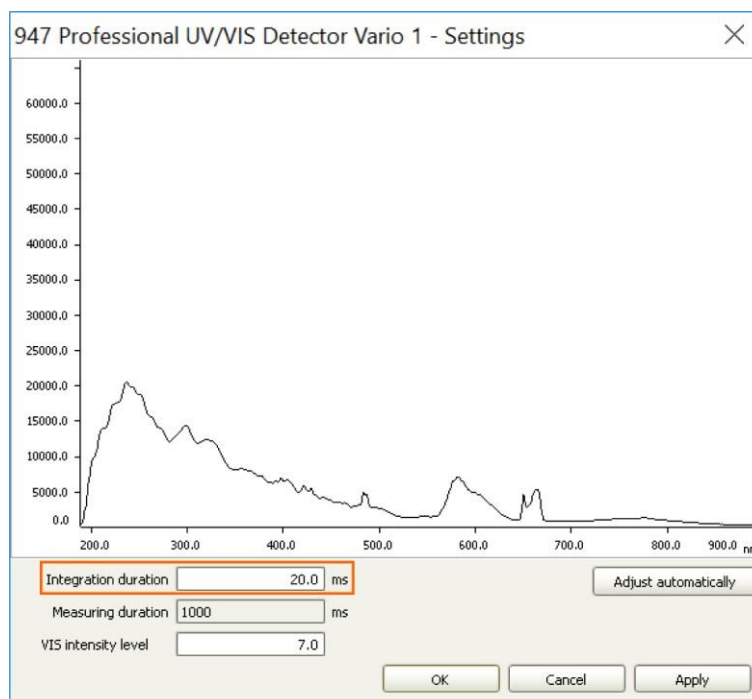 947 Professional UV/VIS Detector Vario 1 - Settings
60000.0
55000.0
50000.0
45000.0
40000.0
35000.0
30000.0
25000.0
20000.0
15000.0
10000.0
5000.0
0.0
200.0 300.0 400.0 500.0 600.0 700.0 800.0 900.0
Integration duration 20.0 ms Adjust automatically
Measuring duration 1000 ms
VIS intensity level 7.0
OK Cancel Apply